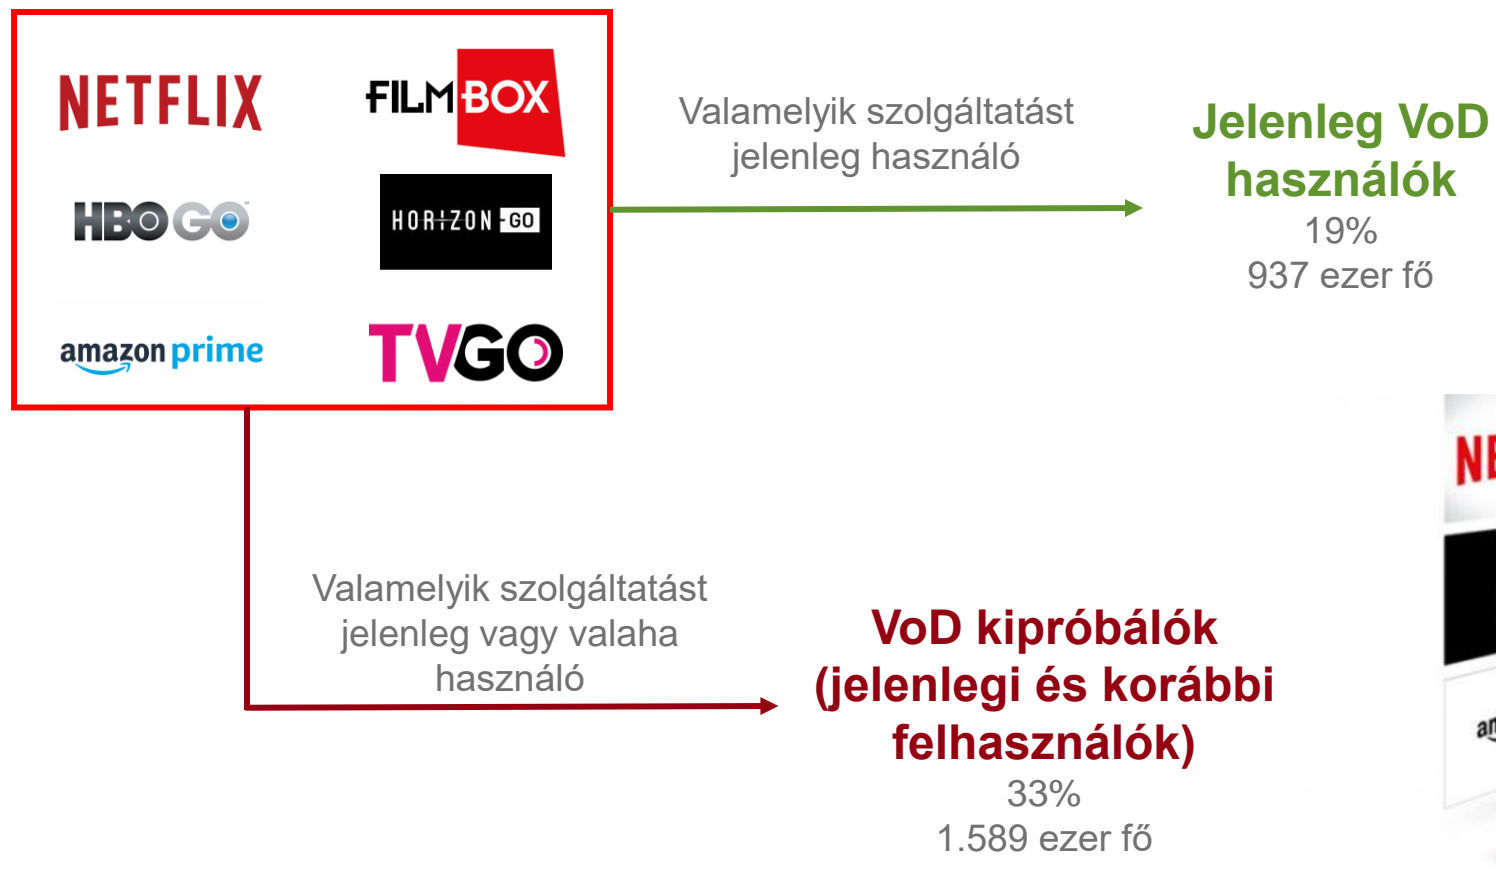 NETFLIX
FILMBOX
HBO GO
HORIZON GO
amazon prime
TVGO
Valamelyik szolgáltatást
jelenleg használó
Jelenleg VoD
használók
19%
937 ezer fő
Valamelyik szolgáltatást
jelenleg vagy valaha
használó
VoD kipróbálók
(jelenlegi és korábbi
felhasználók)
33%
1.589 ezer fő